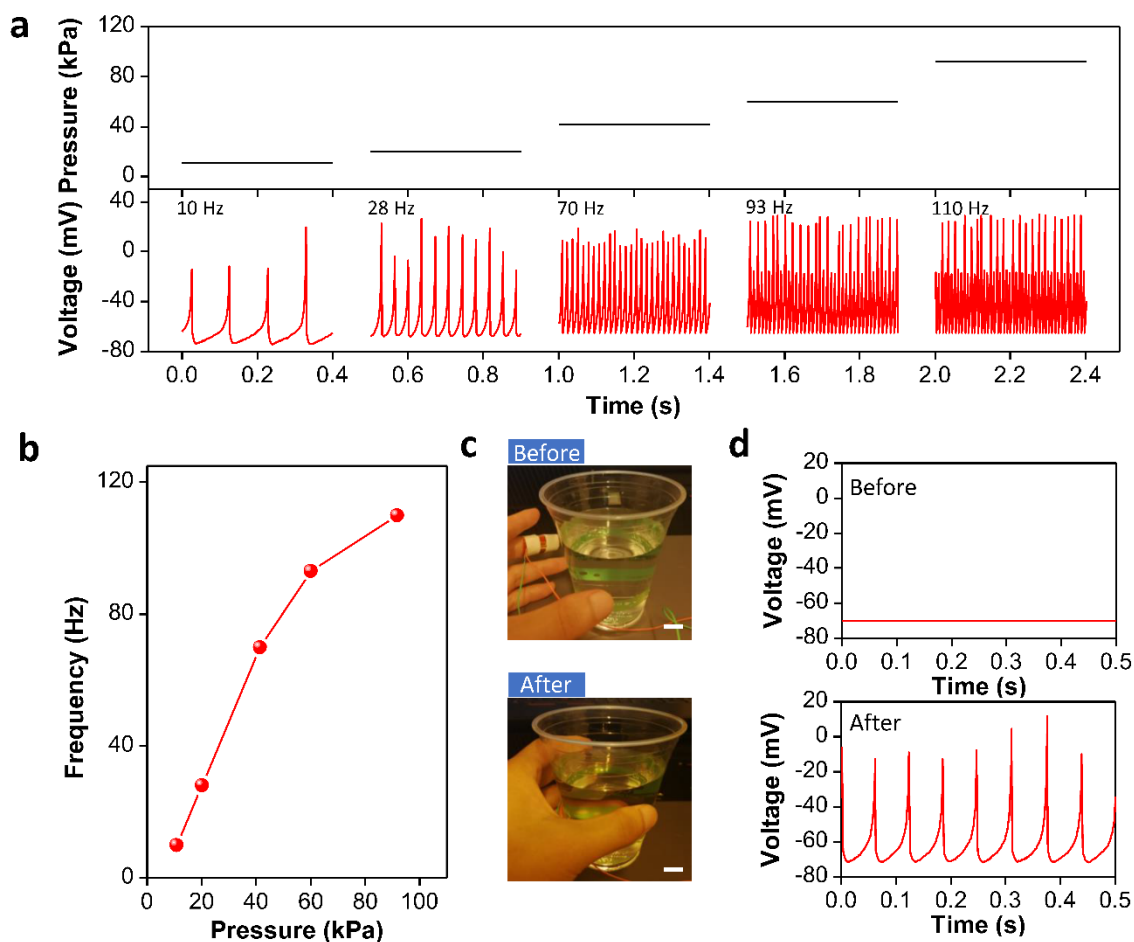 a
Pressure (kPa)
120
80
40
0
Voltage (mV)
40
0
-40
-80
10 Hz
28 Hz
70 Hz
93 Hz
110 Hz
0.0 0.2 0.4 0.6 0.8 1.0 1.2 1.4 1.6 1.8 2.0 2.2 2.4
Time (s)
b
Frequency (Hz)
120
80
40
0
0 20 40 60 80 100
Pressure (kPa)
c
Before
After
d
Voltage (mV)
20
0
-20
-40
-60
-80
Before
0.0 0.1 0.2 0.3 0.4 0.5
Time (s)
Voltage (mV)
20
0
-20
-40
-60
-80
After
0.0 0.1 0.2 0.3 0.4 0.5
Time (s)